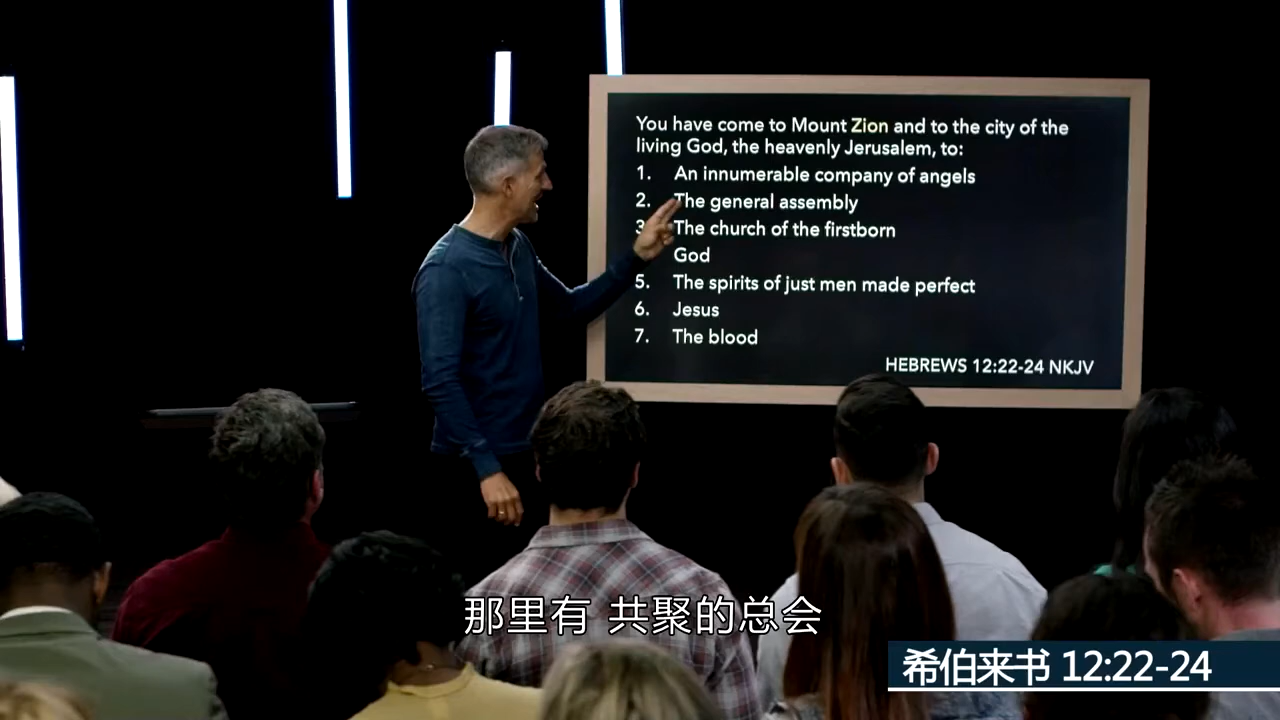 You have come to Mount Zion and to the city of the
living God, the heavenly Jerusalem, to:
1. An innumerable company of angels
2. The general assembly
3. The church of the firstborn
God
5. The spirits of just men made perfect
6. Jesus
7. The blood
HEBREWS 12:22-24 NKJV
那里有 共聚的总会
希伯来书 12:22-24